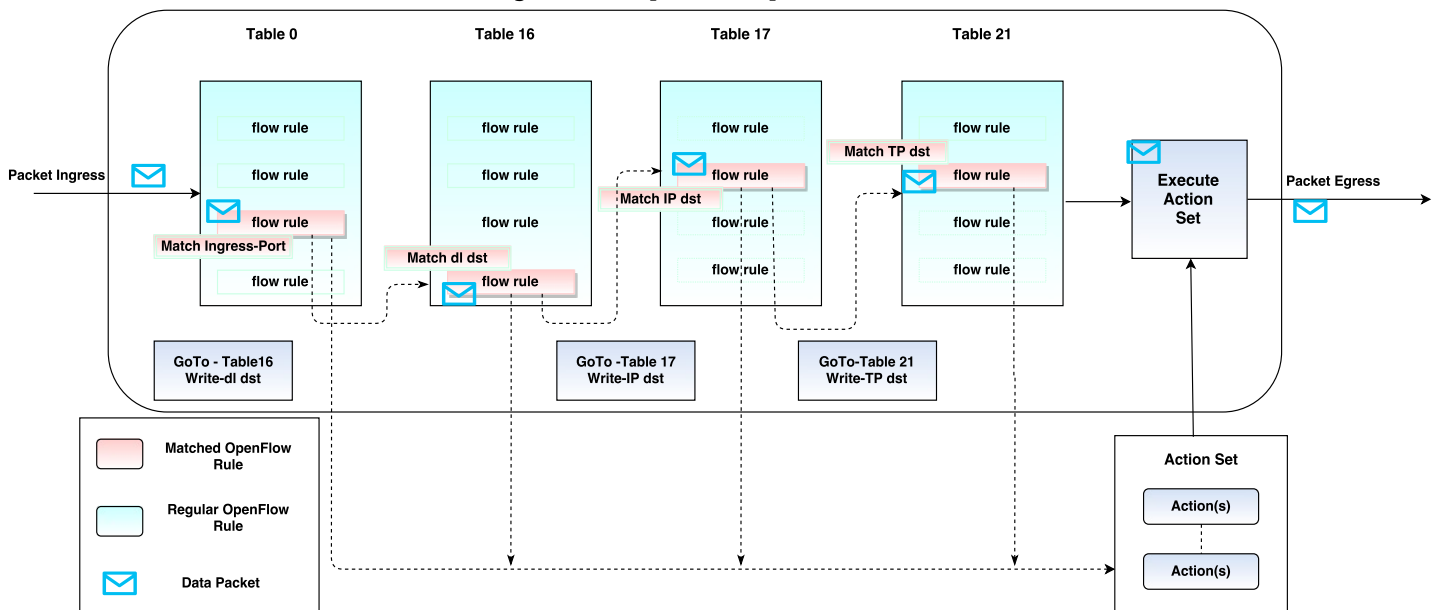 Table 0
Table 16
Table 17
Table 21
flow rule
flow rule
flow rule
flow rule
flow rule
flow rule
flow rule
flow rule
Match TP dst
Packet Ingress
flow rule
flow rule
flow rule
flow rule
Execute
Action
Set
Packet Egress
Match IP dst
flow rule
flow rule
flow rule
flow rule
Match Ingress-Port
Match dl dst
flow rule
flow rule
flow rule
flow rule
GoTo - Table16
Write-dl dst
GoTo -Table 17
Write-IP dst
GoTo-Table 21
Write-TP dst
Matched OpenFlow
Rule
Regular OpenFlow
Rule
Data Packet
Action Set
Action(s)
Action(s)